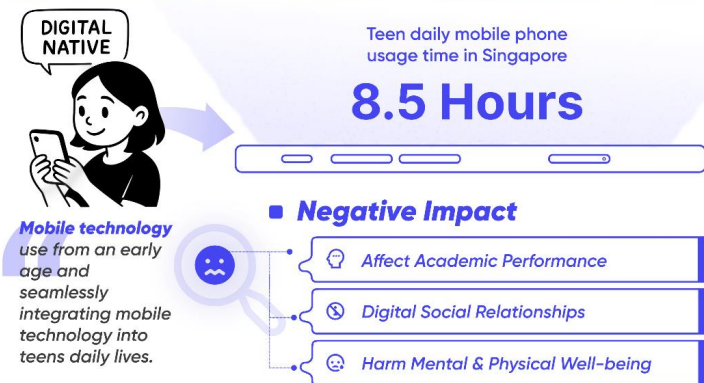 DIGITAL
NATIVE
Teen daily mobile phone
usage time in Singapore
8.5 Hours
Mobile technology
use from an early
age and
seamlessly
integrating mobile
technology into
teens daily lives.
Negative Impact
Affect Academic Performance
Digital Social Relationships
Harm Mental & Physical Well-being